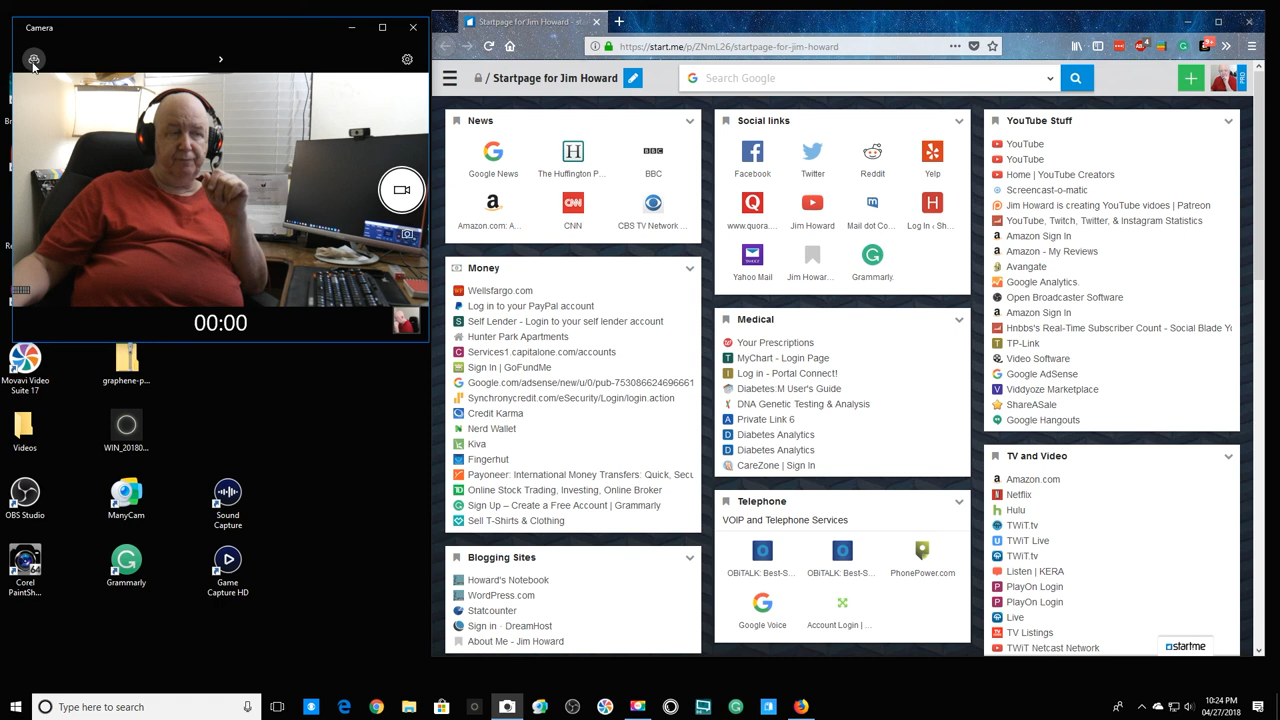 Camera
00:00
Movavi Video
Suite 17
graphene-p...
Videos
WIN_20180...
OBS Studio
ManyCam
Sound
Capture
Corel
PaintSh...
Grammarly
Game
Capture HD
Startpage for Jim Howard - sta
https://start.me/p/ZNmL26/startpage-for-jim-howard
/ Startpage for Jim Howard
Search Google
PRO
News
Google News
The Huffington P...
BBC
Amazon.com: A...
CNN
CBS TV Network ...
Money
Wellsfargo.com
Log in to your PayPal account
Self Lender - Login to your self lender account
Hunter Park Apartments
Services1.capitalone.com/accounts
Sign In | GoFundMe
Google.com/adsense/new/u/0/pub-753086624696661
Synchronycredit.com/eSecurity/Login/login.action
Credit Karma
Nerd Wallet
Kiva
Fingerhut
Payoneer: International Money Transfers: Quick, Secu
Online Stock Trading, Investing, Online Broker
Sign Up – Create a Free Account | Grammarly
Sell T-Shirts & Clothing
Blogging Sites
Howard's Notebook
WordPress.com
Statcounter
Sign in · DreamHost
About Me - Jim Howard
Social links
Facebook
Twitter
Reddit
Yelp
www.quora....
Jim Howard
Mail dot Co...
Log In ‹ Sh...
Yahoo Mail
Jim Howar...
Grammarly.
Medical
Your Prescriptions
MyChart - Login Page
Log in - Portal Connect!
Diabetes:M User's Guide
DNA Genetic Testing & Analysis
Private Link 6
Diabetes Analytics
Diabetes Analytics
CareZone | Sign In
Telephone
VOIP and Telephone Services
OBiTALK: Best-S...
OBiTALK: Best-S...
PhonePower.com
Google Voice
Account Login | ...
YouTube Stuff
YouTube
YouTube
Home | YouTube Creators
Screencast-o-matic
Jim Howard is creating YouTube vidoes | Patreon
YouTube, Twitch, Twitter, & Instagram Statistics
Amazon Sign In
Amazon - My Reviews
Avangate
Google Analytics.
Open Broadcaster Software
Amazon Sign In
Hnbbs's Real-Time Subscriber Count - Social Blade Yo
TP-Link
Video Software
Google AdSense
Viddyoze Marketplace
ShareASale
Google Hangouts
TV and Video
Amazon.com
Netflix
Hulu
TWiT.tv
TWiT Live
TWiT.tv
Listen | KERA
PlayOn Login
PlayOn Login
Live
TV Listings
TWiT Netcast Network
startme
Type here to search
10:24 PM
04/27/2018